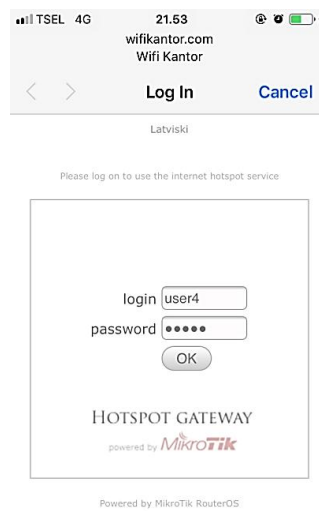 TSEL 4G 21.53
wifikantor.com
Wifi Kantor
Log In Cancel
Latviski
Please log on to use the internet hotspot service
login user4
password •••••
OK
HOTSPOT GATEWAY
powered by MikroTik
Powered by MikroTik RouterOS